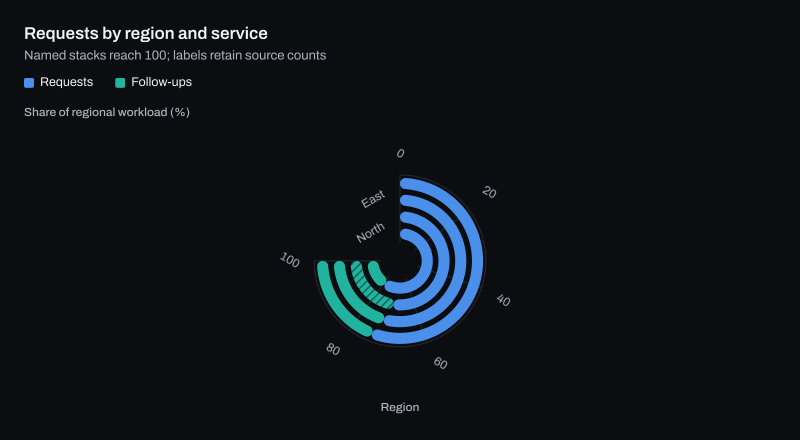 Requests by region and service
Named stacks reach 100; labels retain source counts
Requests
Follow-ups
Share of regional workload (%)
0
20
East
North
100
40
80
60
Region